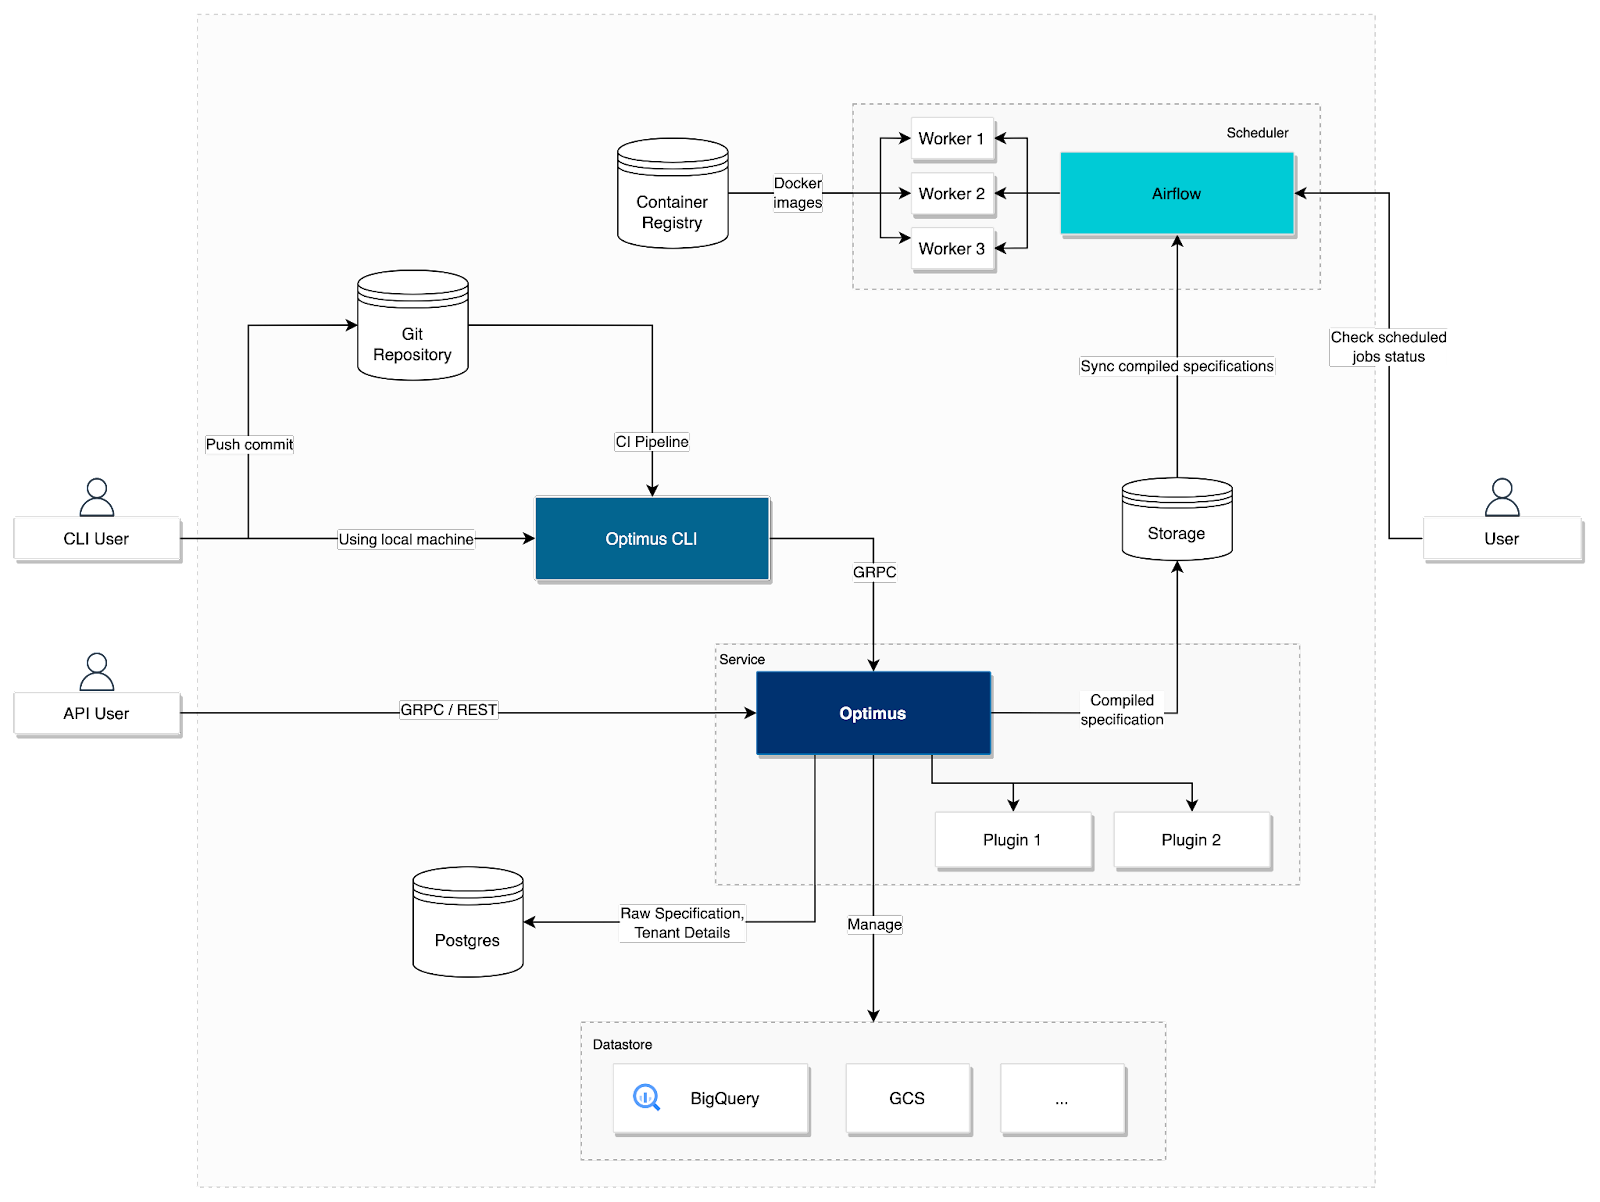 Scheduler
Worker 1
Worker 2
Worker 3
Airflow
Container
Registry
Docker
images
Git
Repository
Push commit
CI Pipeline
Sync compiled specifications
Check scheduled
jobs status
CLI User
Using local machine
Optimus CLI
GRPC
Storage
User
API User
GRPC / REST
Service
Optimus
Compiled
specification
Plugin 1
Plugin 2
Postgres
Raw Specification,
Tenant Details
Manage
Datastore
BigQuery
GCS
...